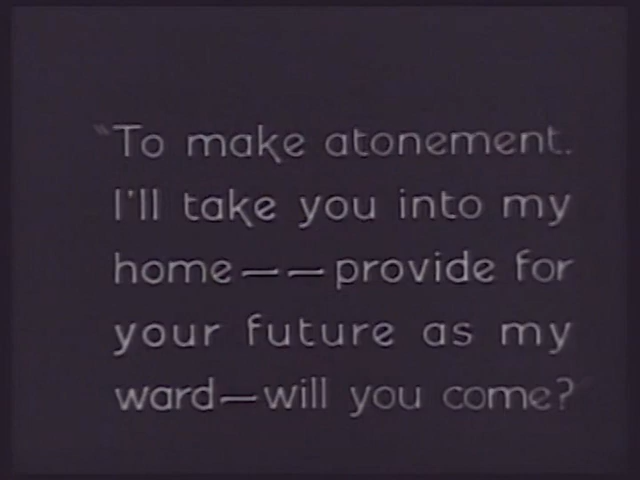 "To make atonement.
I'll take you into my
home——provide for
your future as my
ward—will you come?"